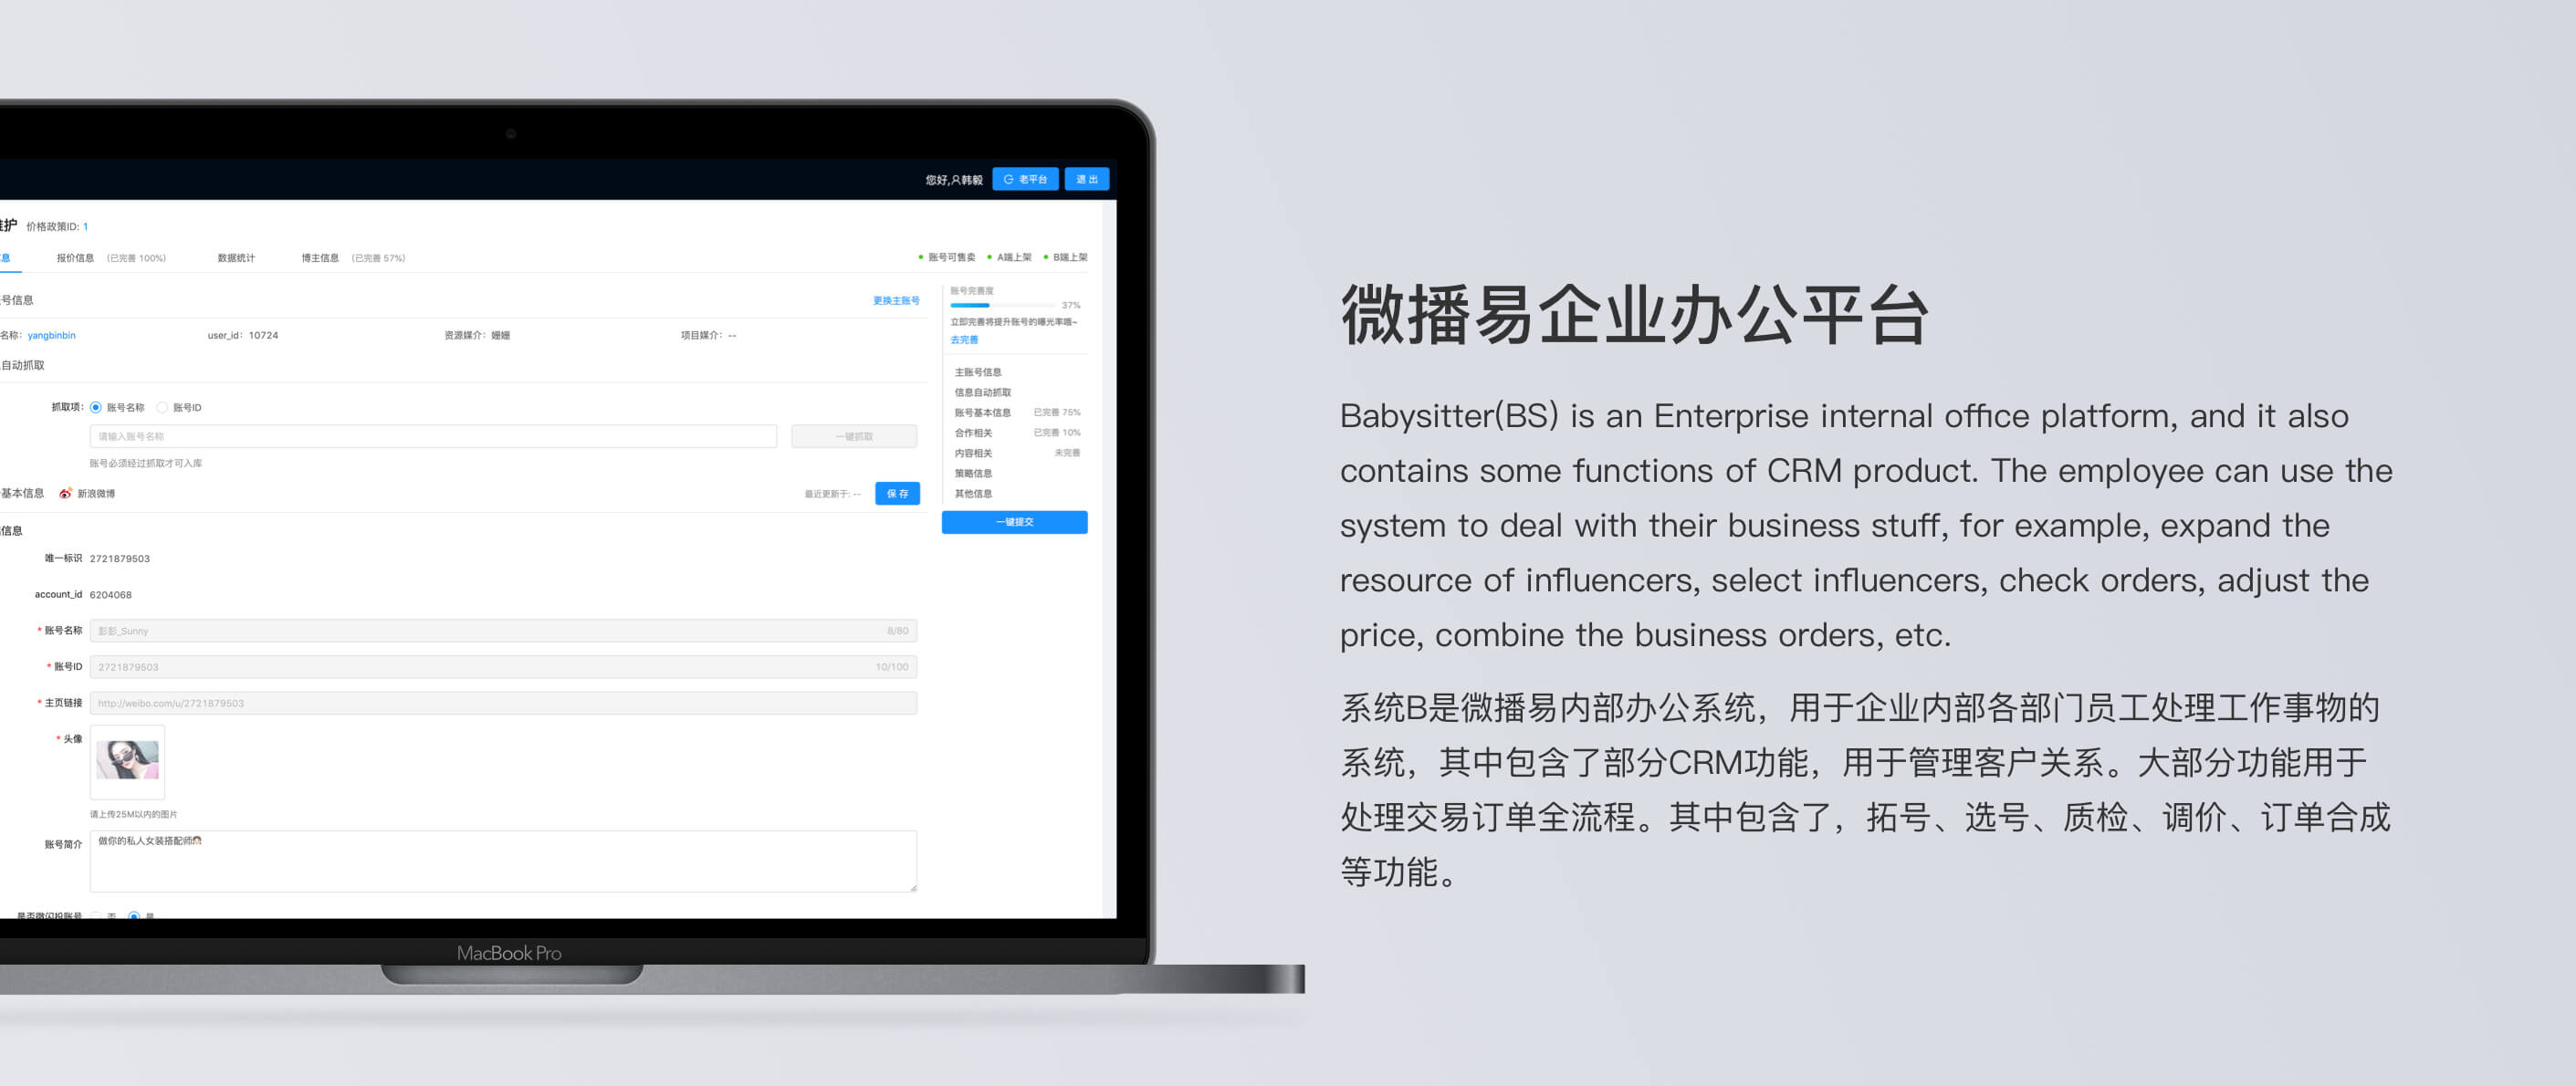 您好,韩毅 老平台 退出
维护 价格政策ID: 1
信息 报价信息 (已完善 100%) 数据统计 博主信息 (已完善 57%) 账号可售卖 A端上架 B端上架
账号完善度
37%
立即完善将提升账号的曝光率哦~
去完善
号信息 更换主账号
名称: yangbinbin user_id: 10724 资源媒介: 姗姗 项目媒介: --
自动抓取
抓取项: 账号名称 账号ID
请输入账号名称 一键抓取
账号必须经过抓取才可入库
主账号信息
信息自动抓取
账号基本信息 已完善 75%
合作相关 已完善 10%
内容相关 未完善
策略信息
其他信息
一键提交
基本信息 新浪微博 最近更新于: -- 保存
信息
唯一标识 2721879503
account_id 6204068
* 账号名称 彭彭_Sunny 8/80
* 账号ID 2721879503 10/100
* 主页链接 http://weibo.com/u/2721879503
* 头像
请上传25M以内的图片
账号简介 做你的私人女装搭配师
是否微闪投账号 否 是
MacBook Pro
微播易企业办公平台
Babysitter(BS) is an Enterprise internal office platform, and it also
contains some functions of CRM product. The employee can use the
system to deal with their business stuff, for example, expand the
resource of influencers, select influencers, check orders, adjust the
price, combine the business orders, etc.
系统B是微播易内部办公系统，用于企业内部各部门员工处理工作事物的
系统，其中包含了部分CRM功能，用于管理客户关系。大部分功能用于
处理交易订单全流程。其中包含了，拓号、选号、质检、调价、订单合成
等功能。